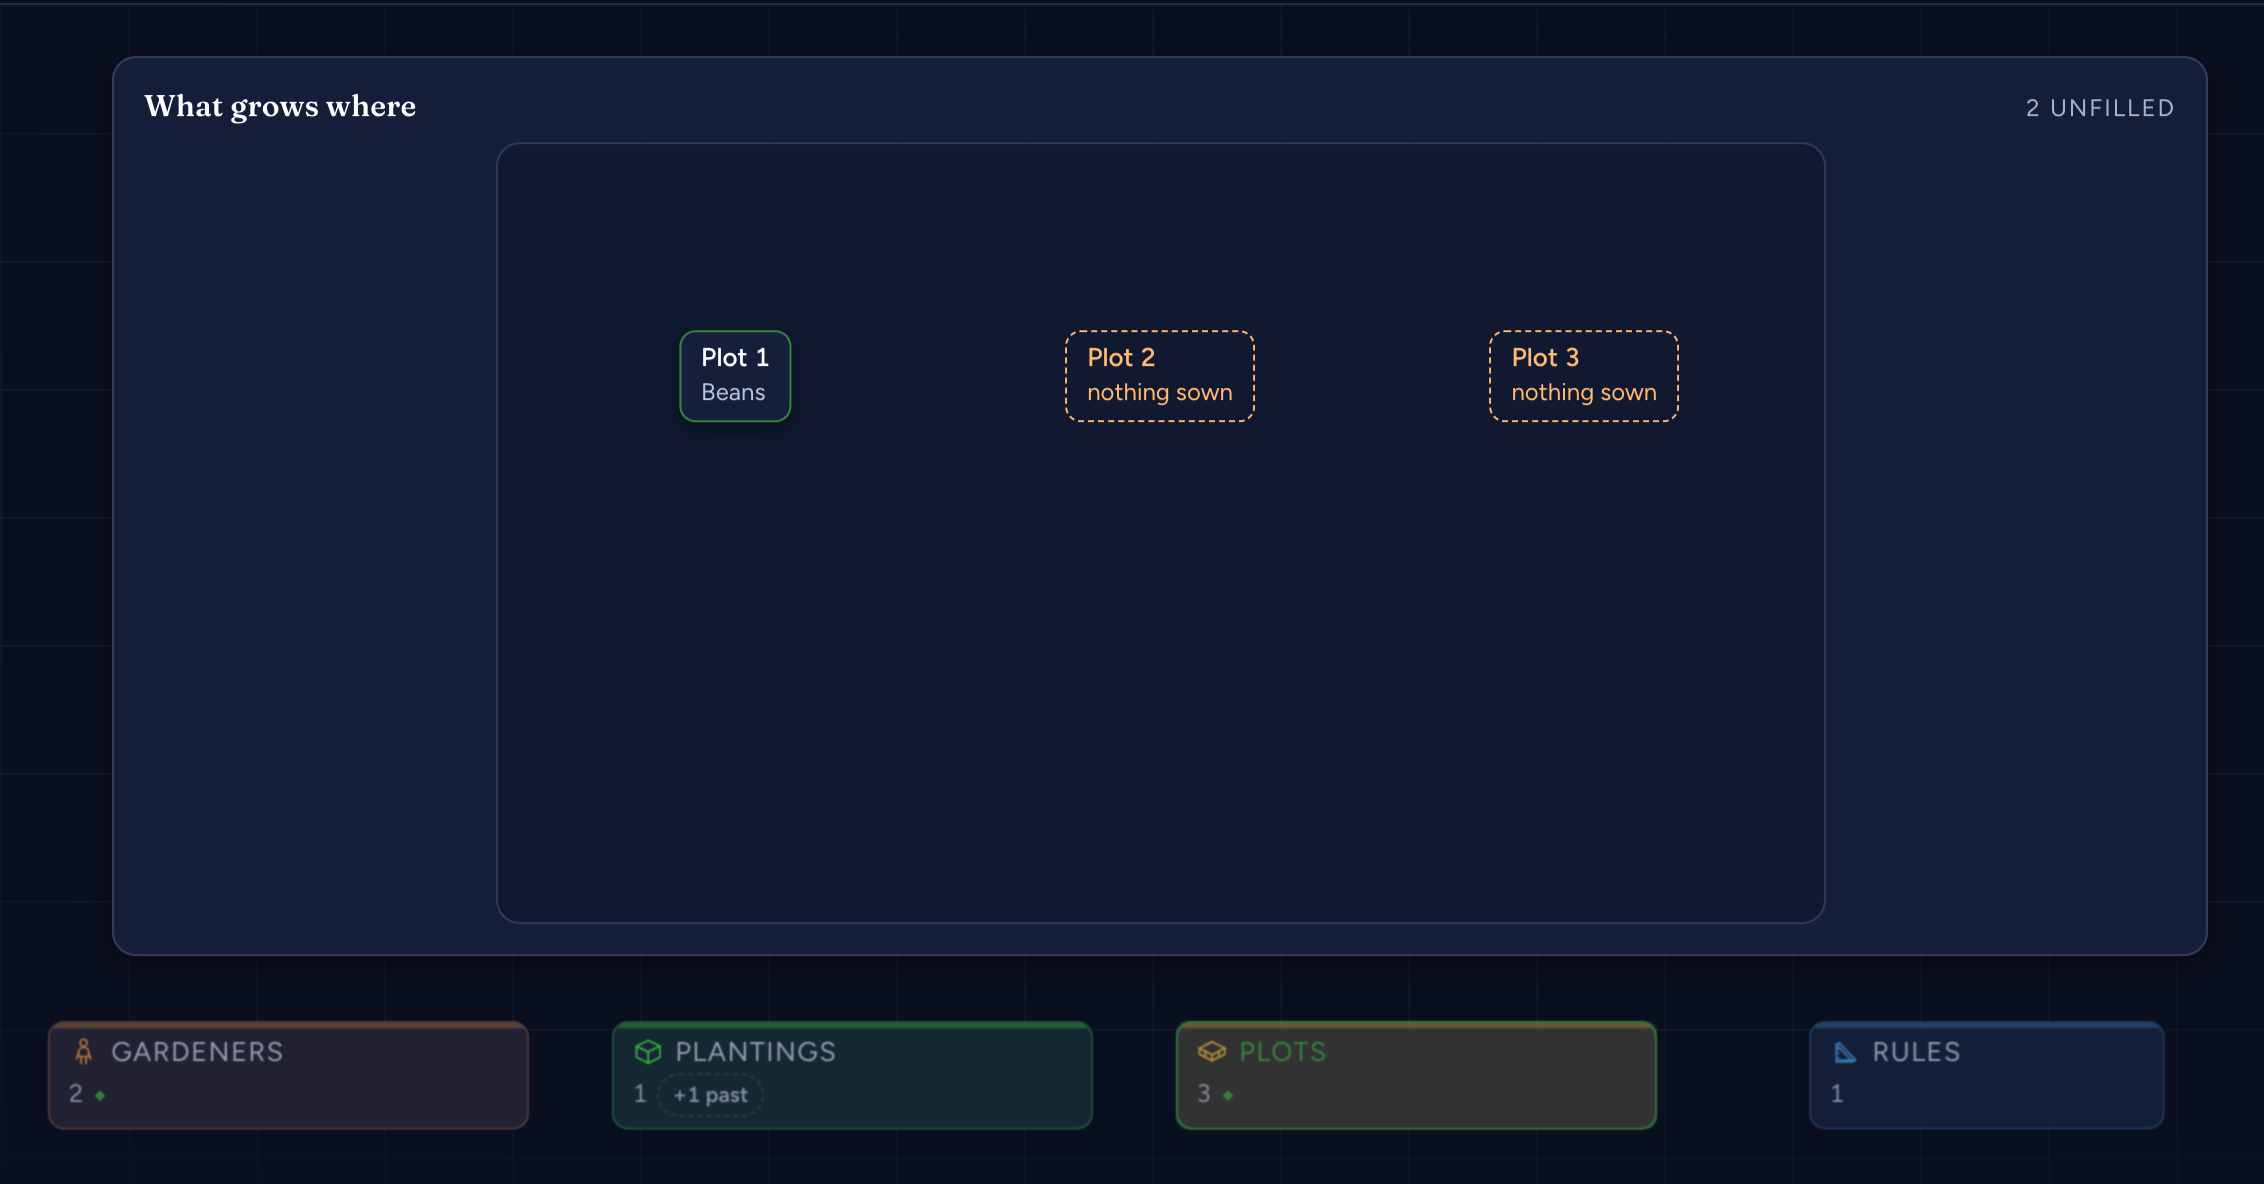 What grows where
2 UNFILLED
Plot 1
Beans
Plot 2
nothing sown
Plot 3
nothing sown
GARDENERS
2
PLANTINGS
1 +1 past
PLOTS
3
RULES
1